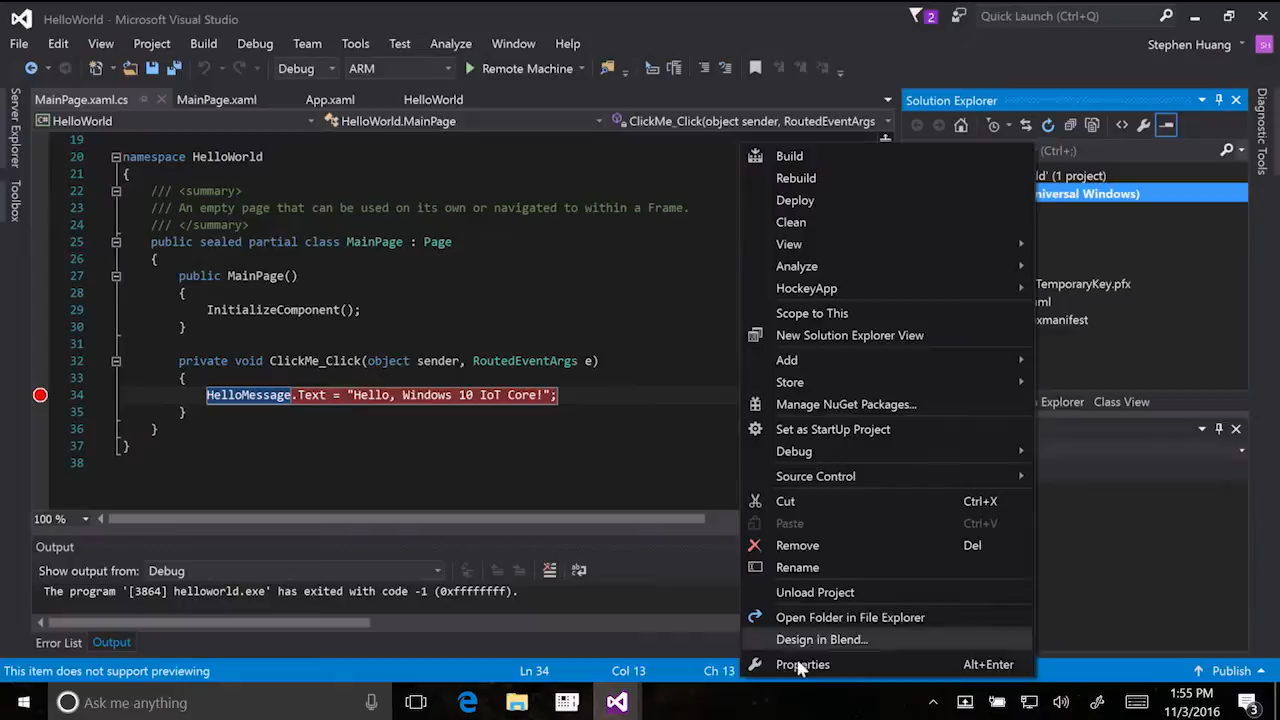 HelloWorld - Microsoft Visual Studio
2
Quick Launch (Ctrl+Q)
File Edit View Project Build Debug Team Tools Test Analyze Window Help
Stephen Huang
SH
Debug ARM Remote Machine
MainPage.xaml.cs MainPage.xaml App.xaml HelloWorld
HelloWorld HelloWorld.MainPage ClickMe_Click(object sender, RoutedEventArgs
Server Explorer
Toolbox
19
20 namespace HelloWorld
21 {
22 /// <summary>
23 /// An empty page that can be used on its own or navigated to within a Frame.
24 /// </summary>
25 public sealed partial class MainPage : Page
26 {
27 public MainPage()
28 {
29 InitializeComponent();
30 }
31
32 private void ClickMe_Click(object sender, RoutedEventArgs e)
33 {
34 HelloMessage.Text = "Hello, Windows 10 IoT Core!";
35 }
36 }
37 }
38
100 %
Output
Show output from: Debug
The program '[3864] helloworld.exe' has exited with code -1 (0xffffffff).
Error List Output
Build
Rebuild
Deploy
Clean
View
Analyze
HockeyApp
Scope to This
New Solution Explorer View
Add
Store
Manage NuGet Packages...
Set as StartUp Project
Debug
Source Control
Cut Ctrl+X
Paste Ctrl+V
Remove Del
Rename
Unload Project
Open Folder in File Explorer
Design in Blend...
Properties Alt+Enter
Solution Explorer
(Ctrl+;)
d' (1 project)
niversal Windows)
TemporaryKey.pfx
ml
xmanifest
Explorer Class View
Diagnostic Tools
This item does not support previewing Ln 34 Col 13 Ch 13 Publish
Ask me anything
1:55 PM
11/3/2016
3